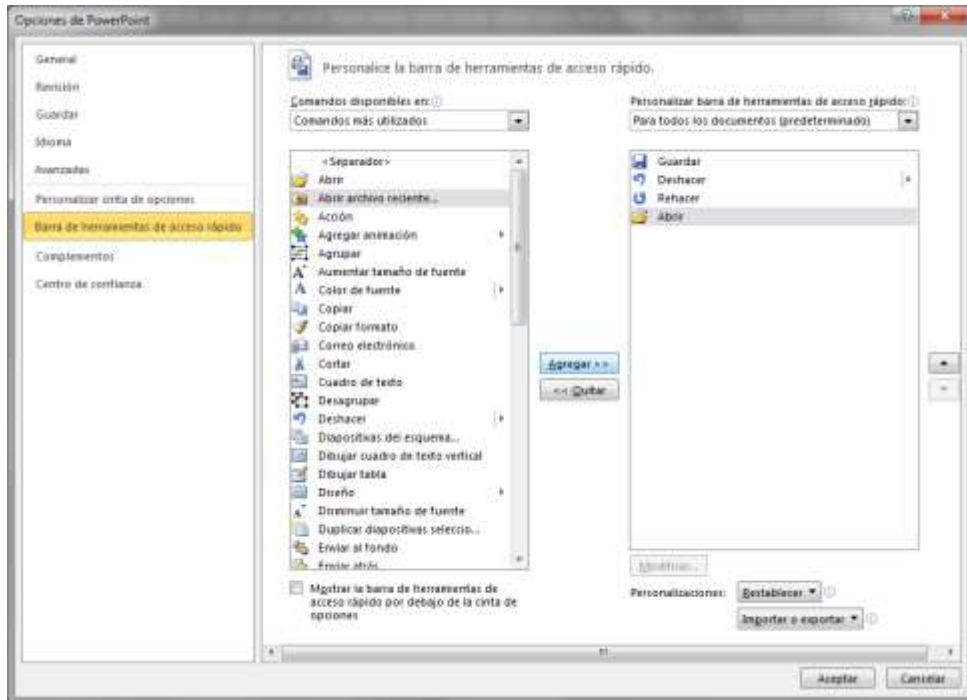 Opciones de PowerPoint
General
Revisión
Guardar
Idioma
Avanzadas
Personalizar cinta de opciones
Barra de herramientas de acceso rápido
Complementos
Centro de confianza
Personalice la barra de herramientas de acceso rápido.
Comandos disponibles en:
Comandos más utilizados
<Separador>
Abrir
Abrir archivo reciente...
Acción
Agregar animación
Agrupar
Aumentar tamaño de fuente
Color de fuente
Copiar
Copiar formato
Correo electrónico
Cortar
Cuadro de texto
Desagrupar
Deshacer
Diapositivas del esquema...
Dibujar cuadro de texto vertical
Dibujar tabla
Diseño
Disminuir tamaño de fuente
Duplicar diapositivas seleccio...
Enviar al fondo
Enviar atrás
Mostrar la barra de herramientas de
acceso rápido por debajo de la cinta de
opciones
Agregar >>
<< Quitar
Personalizar barra de herramientas de acceso rápido:
Para todos los documentos (predeterminado)
Guardar
Deshacer
Rehacer
Abrir
Modificar...
Personalizaciones:
Restablecer
Importar o exportar
Aceptar
Cancelar